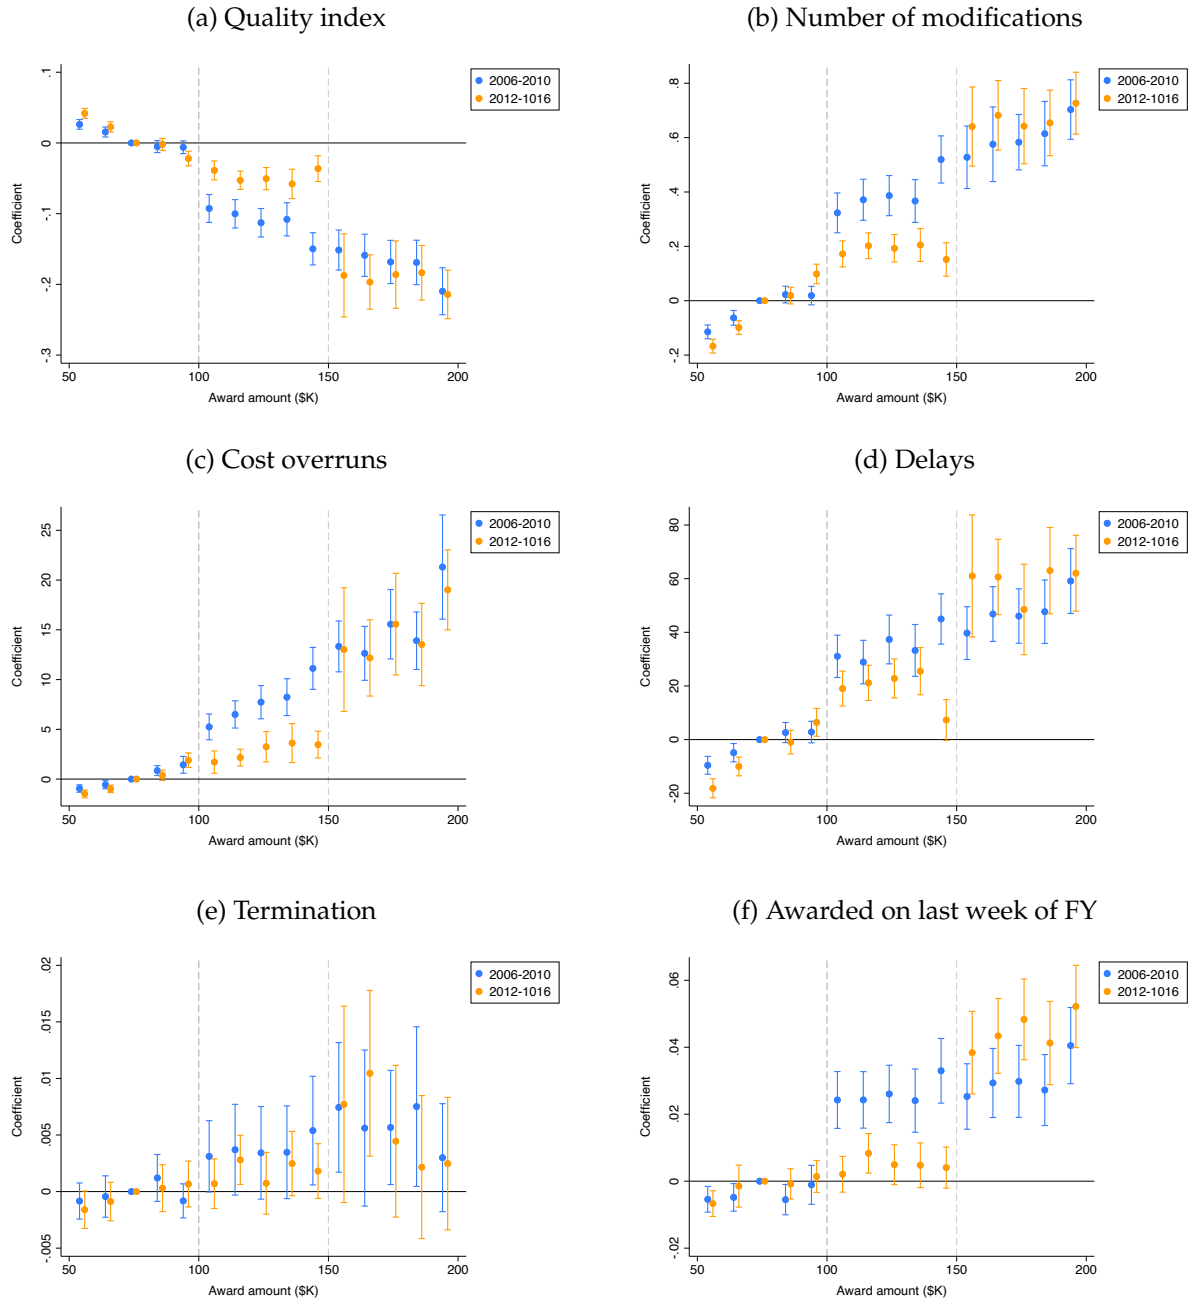 (a) Quality index
.1
0
-.1
-.2
-.3
Coefficient
50 100 150 200
Award amount ($K)
2006-2010
2012-1016
(b) Number of modifications
.8
.6
.4
.2
0
-.2
Coefficient
50 100 150 200
Award amount ($K)
2006-2010
2012-1016
(c) Cost overruns
25
20
15
10
5
0
Coefficient
50 100 150 200
Award amount ($K)
2006-2010
2012-1016
(d) Delays
80
60
40
20
0
-20
Coefficient
50 100 150 200
Award amount ($K)
2006-2010
2012-1016
(e) Termination
.02
.015
.01
.005
0
-.005
Coefficient
50 100 150 200
Award amount ($K)
2006-2010
2012-1016
(f) Awarded on last week of FY
.06
.04
.02
0
-.02
Coefficient
50 100 150 200
Award amount ($K)
2006-2010
2012-1016